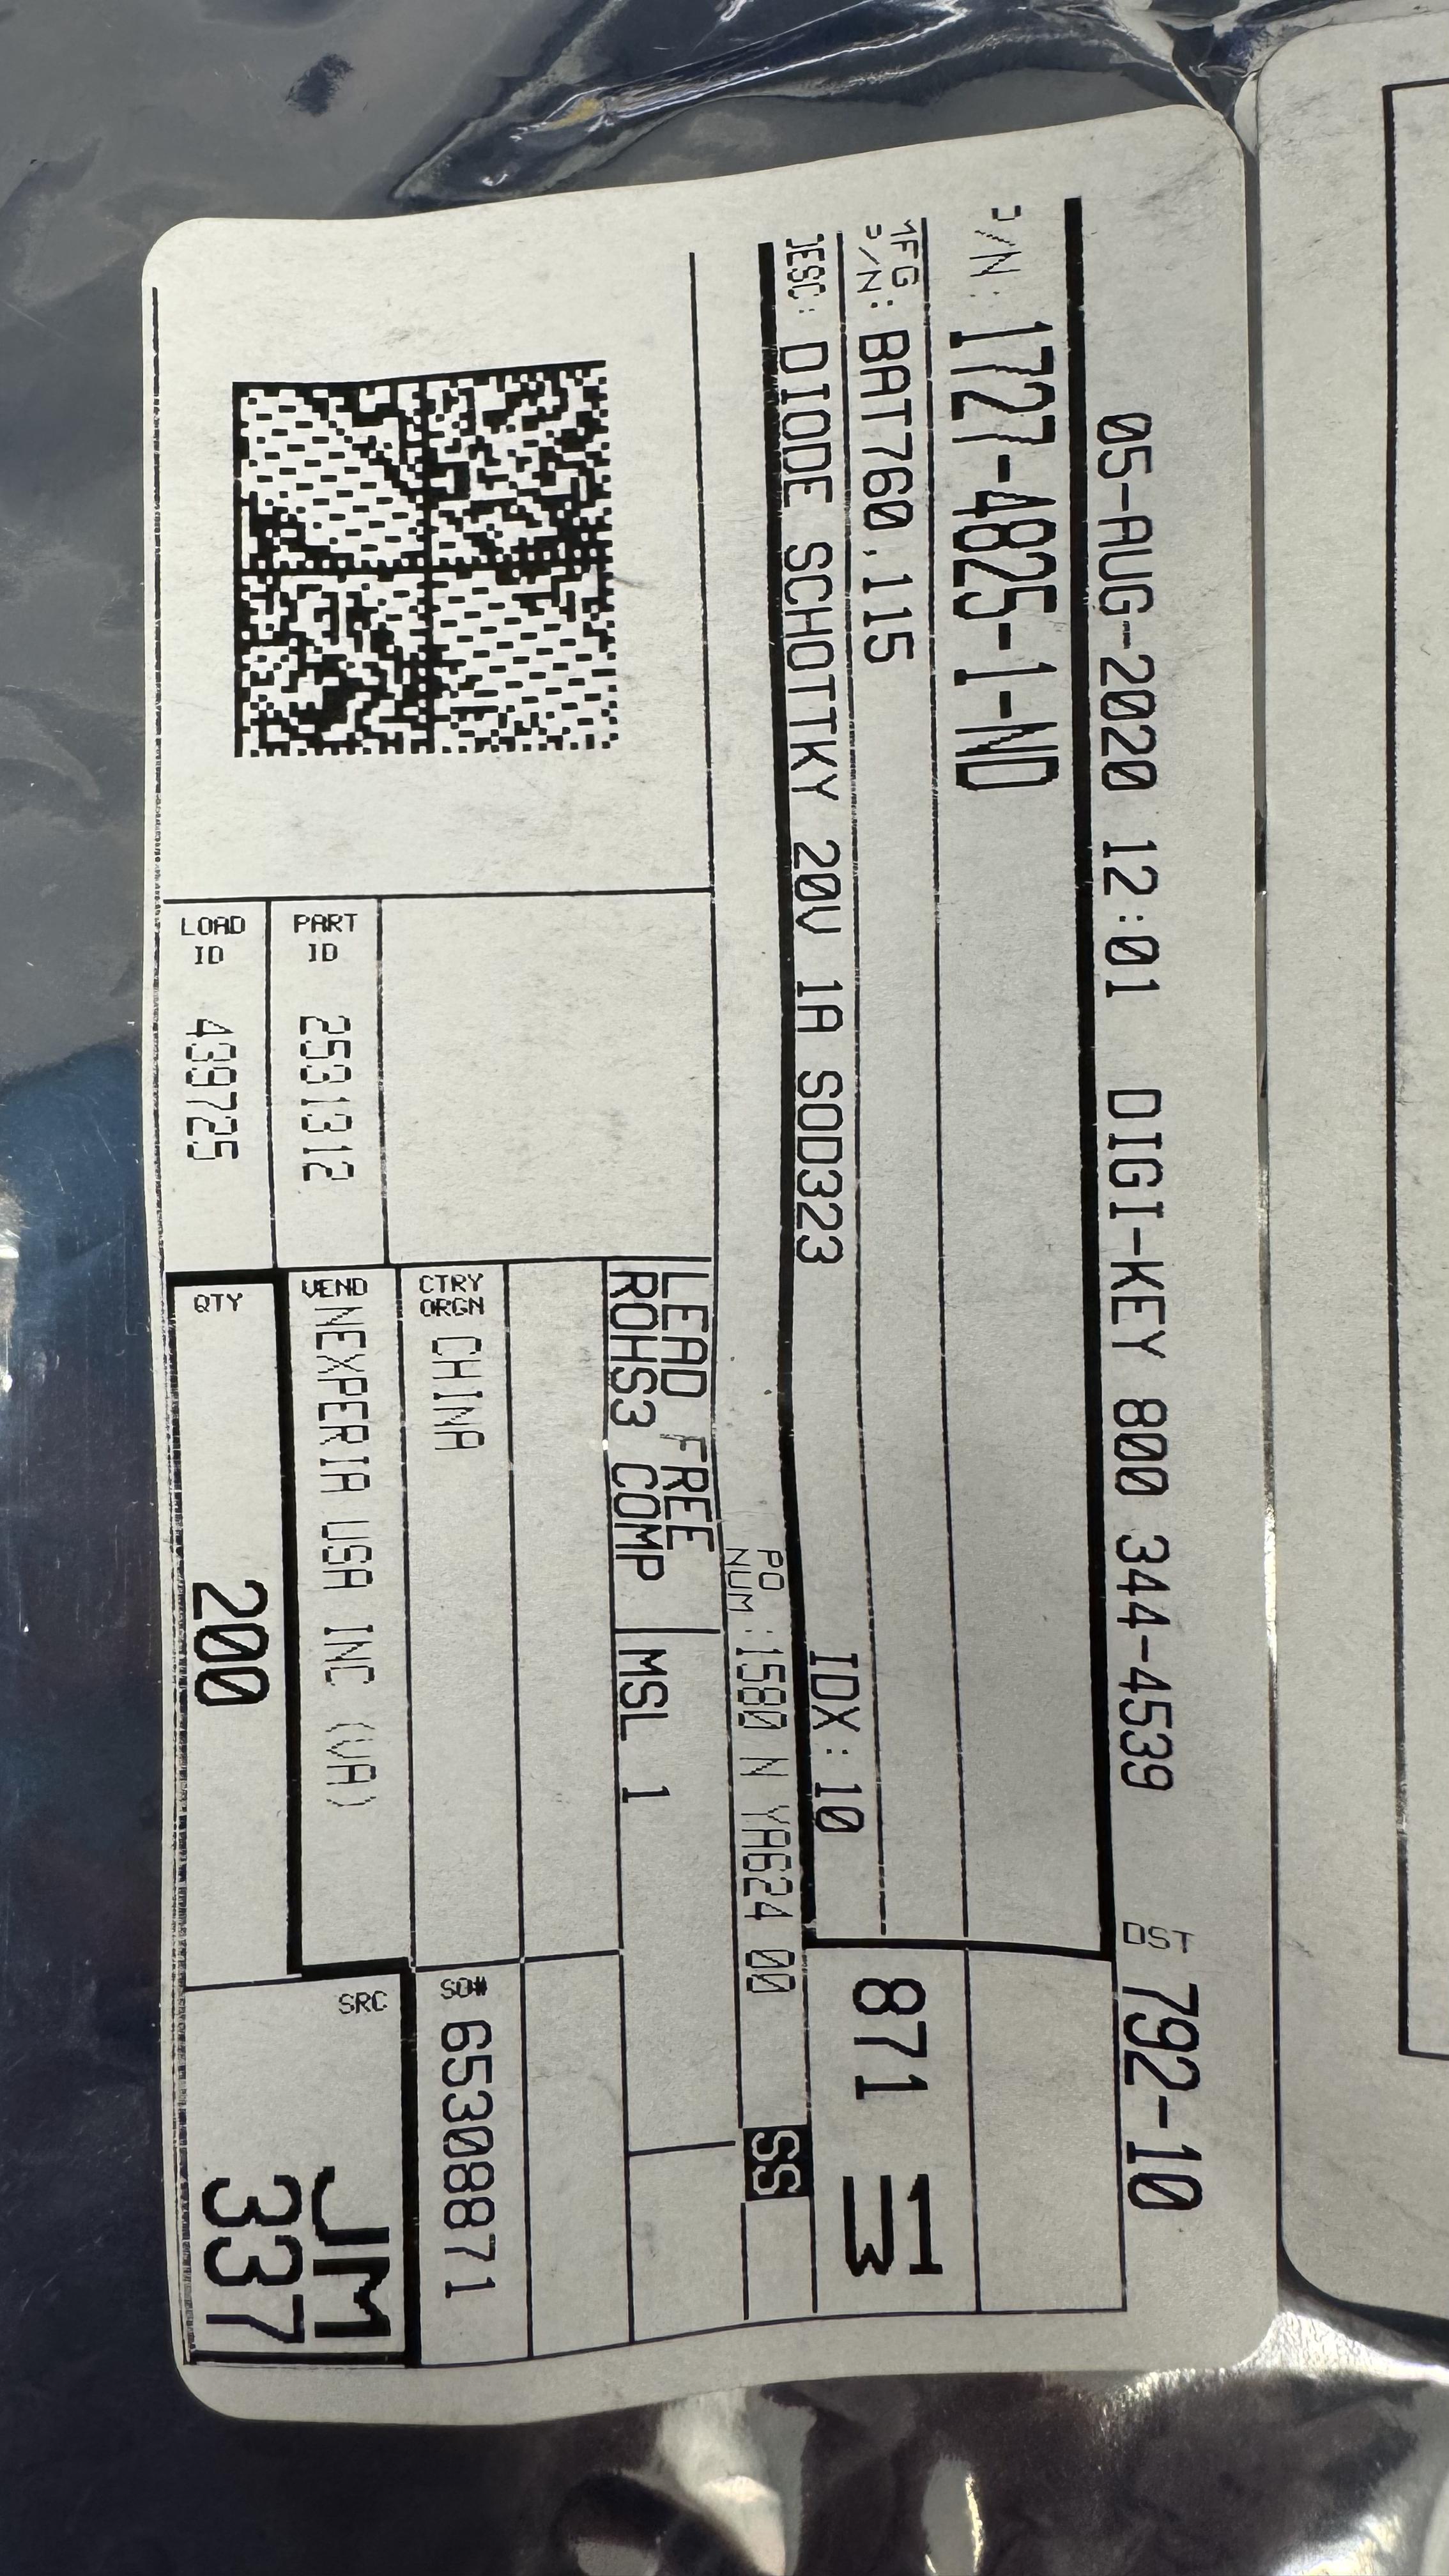 05-AUG-2020 12:01 DIGI-KEY 800 344-4539 DST 792-10
P/N: 1727-4825-1-ND
MFG
P/N: BAT760,115
871
DESC: DIODE SCHOTTKY 20V 1A SOD323 IDX: 10
PO
NUM :1580 N YA624 00 SS
LEAD FREE
ROHS3 COMP MSL 1
CTRY
ORGN CHINA
SO# 65308871
PART
ID 2531312
VEND NEXPERIA USA INC (VA)
SRC
JM
337
LOAD
ID 439725
QTY
200